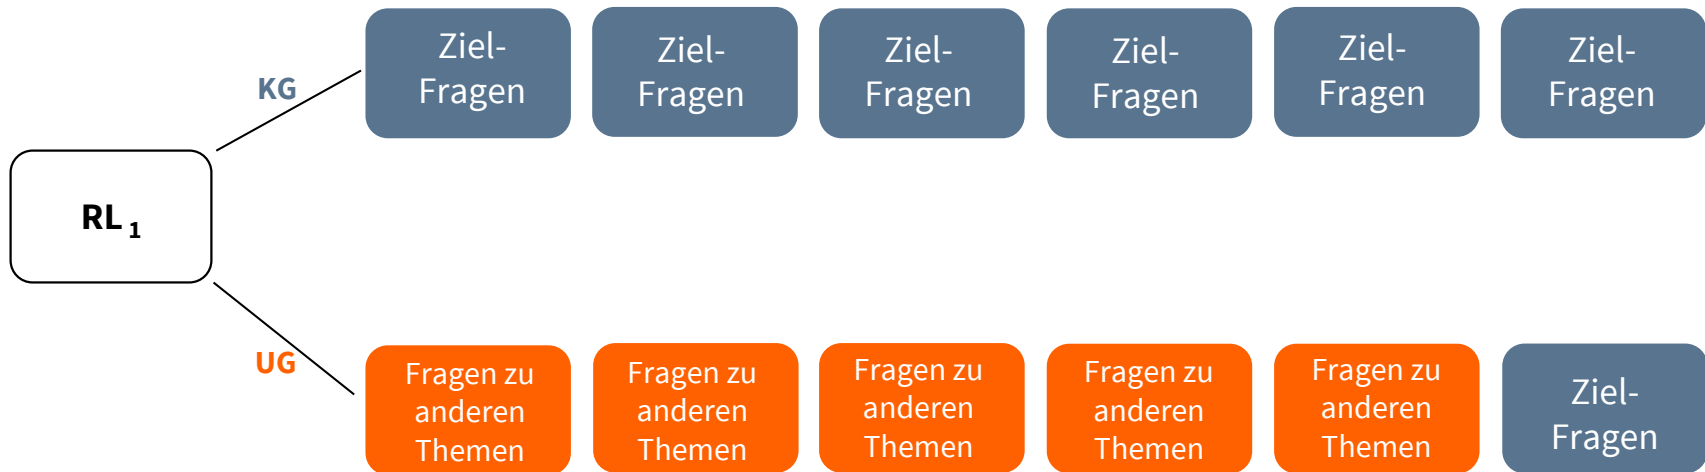 Ziel-
Fragen
Ziel-
Fragen
Ziel-
Fragen
Ziel-
Fragen
Ziel-
Fragen
Ziel-
Fragen
KG
RL 1
UG
Fragen zu
anderen
Themen
Fragen zu
anderen
Themen
Fragen zu
anderen
Themen
Fragen zu
anderen
Themen
Fragen zu
anderen
Themen
Ziel-
Fragen